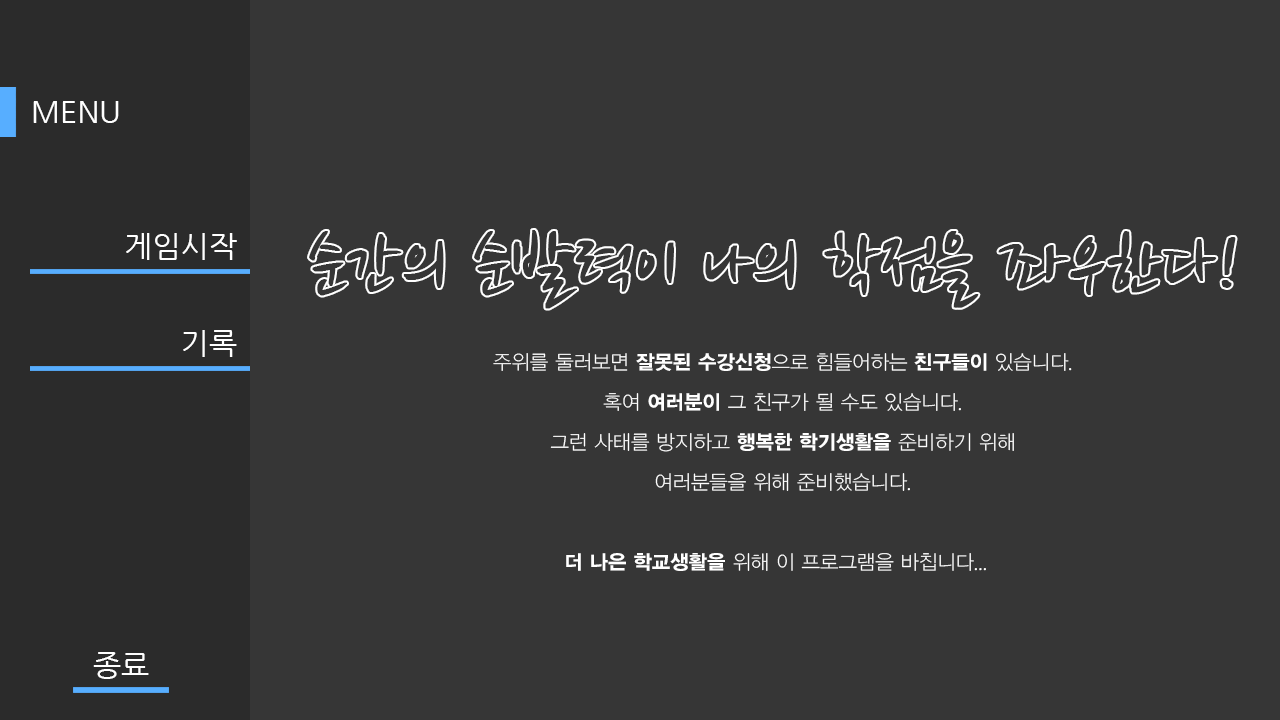 MENU
게임시작
기록
종료
순간의 순발력이 나의 학점을 좌우한다!
주위를 둘러보면 잘못된 수강신청으로 힘들어하는 친구들이 있습니다.
혹여 여러분이 그 친구가 될 수도 있습니다.
그런 사태를 방지하고 행복한 학기생활을 준비하기 위해
여러분들을 위해 준비했습니다.
더 나은 학교생활을 위해 이 프로그램을 바칩니다...